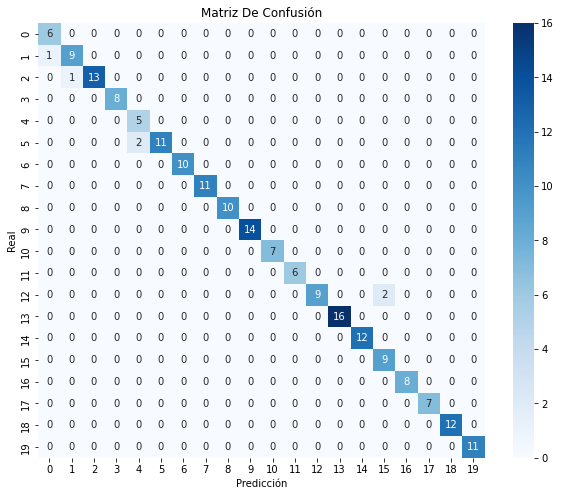 Matriz De Confusión
0 6 0 0 0 0 0 0 0 0 0 0 0 0 0 0 0 0 0 0 0
1 1 9 0 0 0 0 0 0 0 0 0 0 0 0 0 0 0 0 0 0
2 0 1 13 0 0 0 0 0 0 0 0 0 0 0 0 0 0 0 0 0
3 0 0 0 8 0 0 0 0 0 0 0 0 0 0 0 0 0 0 0 0
4 0 0 0 0 5 0 0 0 0 0 0 0 0 0 0 0 0 0 0 0
5 0 0 0 0 2 11 0 0 0 0 0 0 0 0 0 0 0 0 0 0
6 0 0 0 0 0 0 10 0 0 0 0 0 0 0 0 0 0 0 0 0
7 0 0 0 0 0 0 0 11 0 0 0 0 0 0 0 0 0 0 0 0
8 0 0 0 0 0 0 0 0 10 0 0 0 0 0 0 0 0 0 0 0
9 0 0 0 0 0 0 0 0 0 14 0 0 0 0 0 0 0 0 0 0
10 0 0 0 0 0 0 0 0 0 0 7 0 0 0 0 0 0 0 0 0
11 0 0 0 0 0 0 0 0 0 0 0 6 0 0 0 0 0 0 0 0
12 0 0 0 0 0 0 0 0 0 0 0 0 9 0 0 2 0 0 0 0
13 0 0 0 0 0 0 0 0 0 0 0 0 0 16 0 0 0 0 0 0
14 0 0 0 0 0 0 0 0 0 0 0 0 0 0 12 0 0 0 0 0
15 0 0 0 0 0 0 0 0 0 0 0 0 0 0 0 9 0 0 0 0
16 0 0 0 0 0 0 0 0 0 0 0 0 0 0 0 0 8 0 0 0
17 0 0 0 0 0 0 0 0 0 0 0 0 0 0 0 0 0 7 0 0
18 0 0 0 0 0 0 0 0 0 0 0 0 0 0 0 0 0 0 12 0
19 0 0 0 0 0 0 0 0 0 0 0 0 0 0 0 0 0 0 0 11
0 1 2 3 4 5 6 7 8 9 10 11 12 13 14 15 16 17 18 19
Predicción
Real
16
14
12
10
8
6
4
2
0